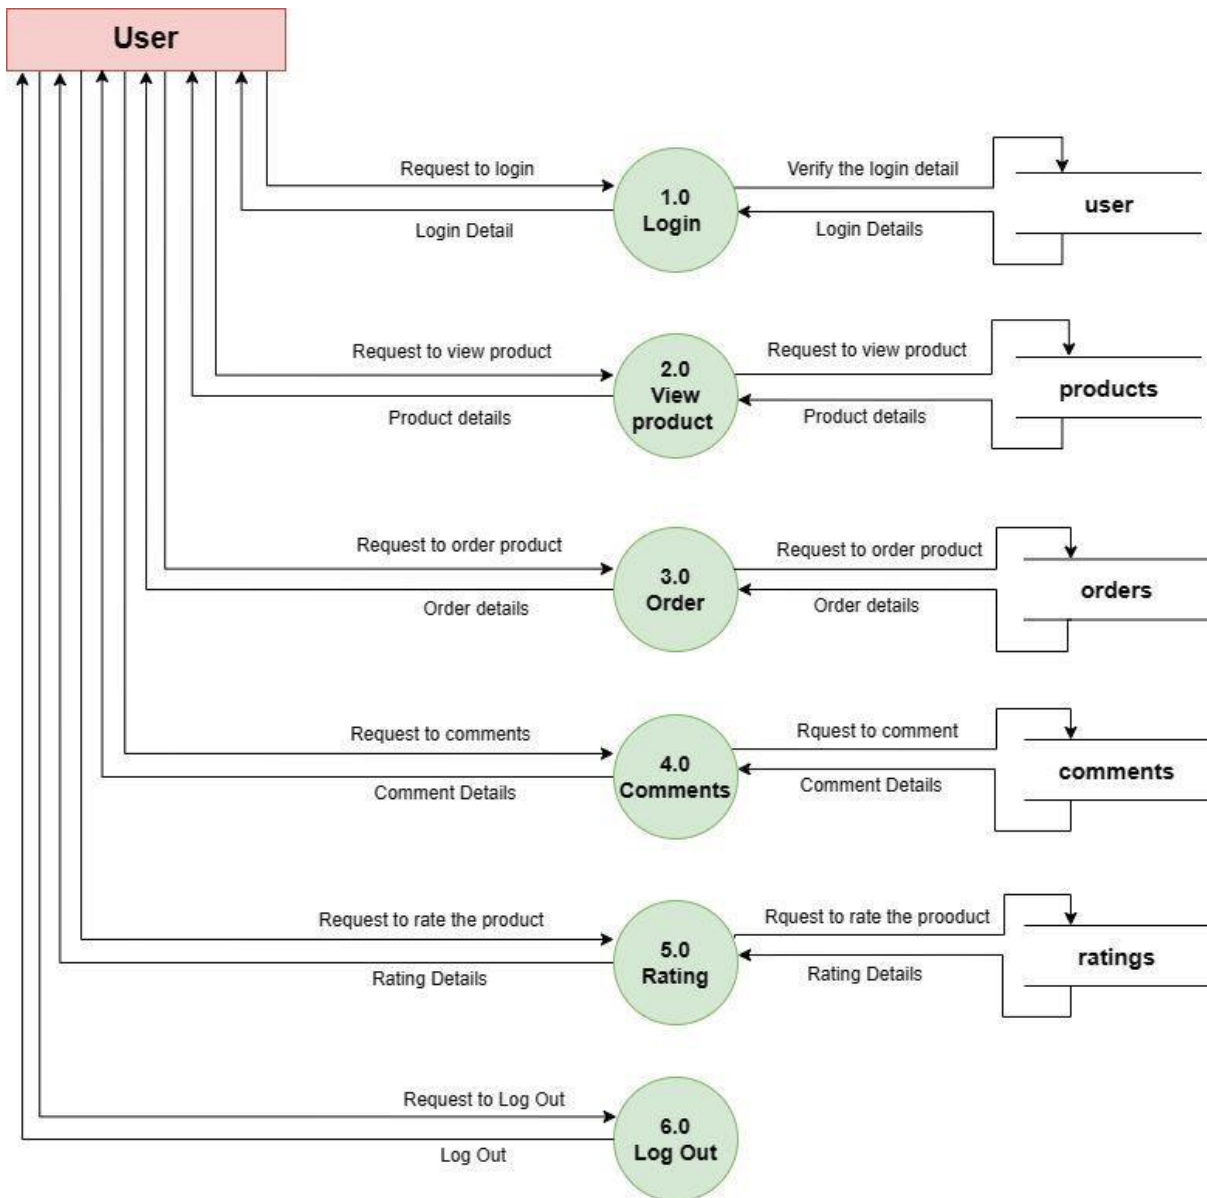 User
Request to login
Login Detail
1.0
Login
Verify the login detail
Login Details
user
Request to view product
Product details
2.0
View
product
Request to view product
Product details
products
Request to order product
Order details
3.0
Order
Request to order product
Order details
orders
Request to comments
Comment Details
4.0
Comments
Rquest to comment
Comment Details
comments
Request to rate the product
Rating Details
5.0
Rating
Rquest to rate the prooduct
Rating Details
ratings
Request to Log Out
Log Out
6.0
Log Out